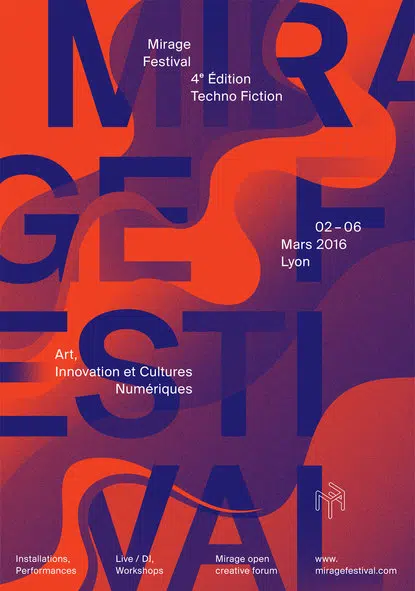 MIRA
GE F
ESTI
VAL
Mirage
Festival
4ᵉ Édition
Techno Fiction
02 – 06
Mars 2016
Lyon
Art,
Innovation et Cultures
Numériques
Installations,
Performances
Live / DJ,
Workshops
Mirage open
creative forum
www.
miragefestival.com